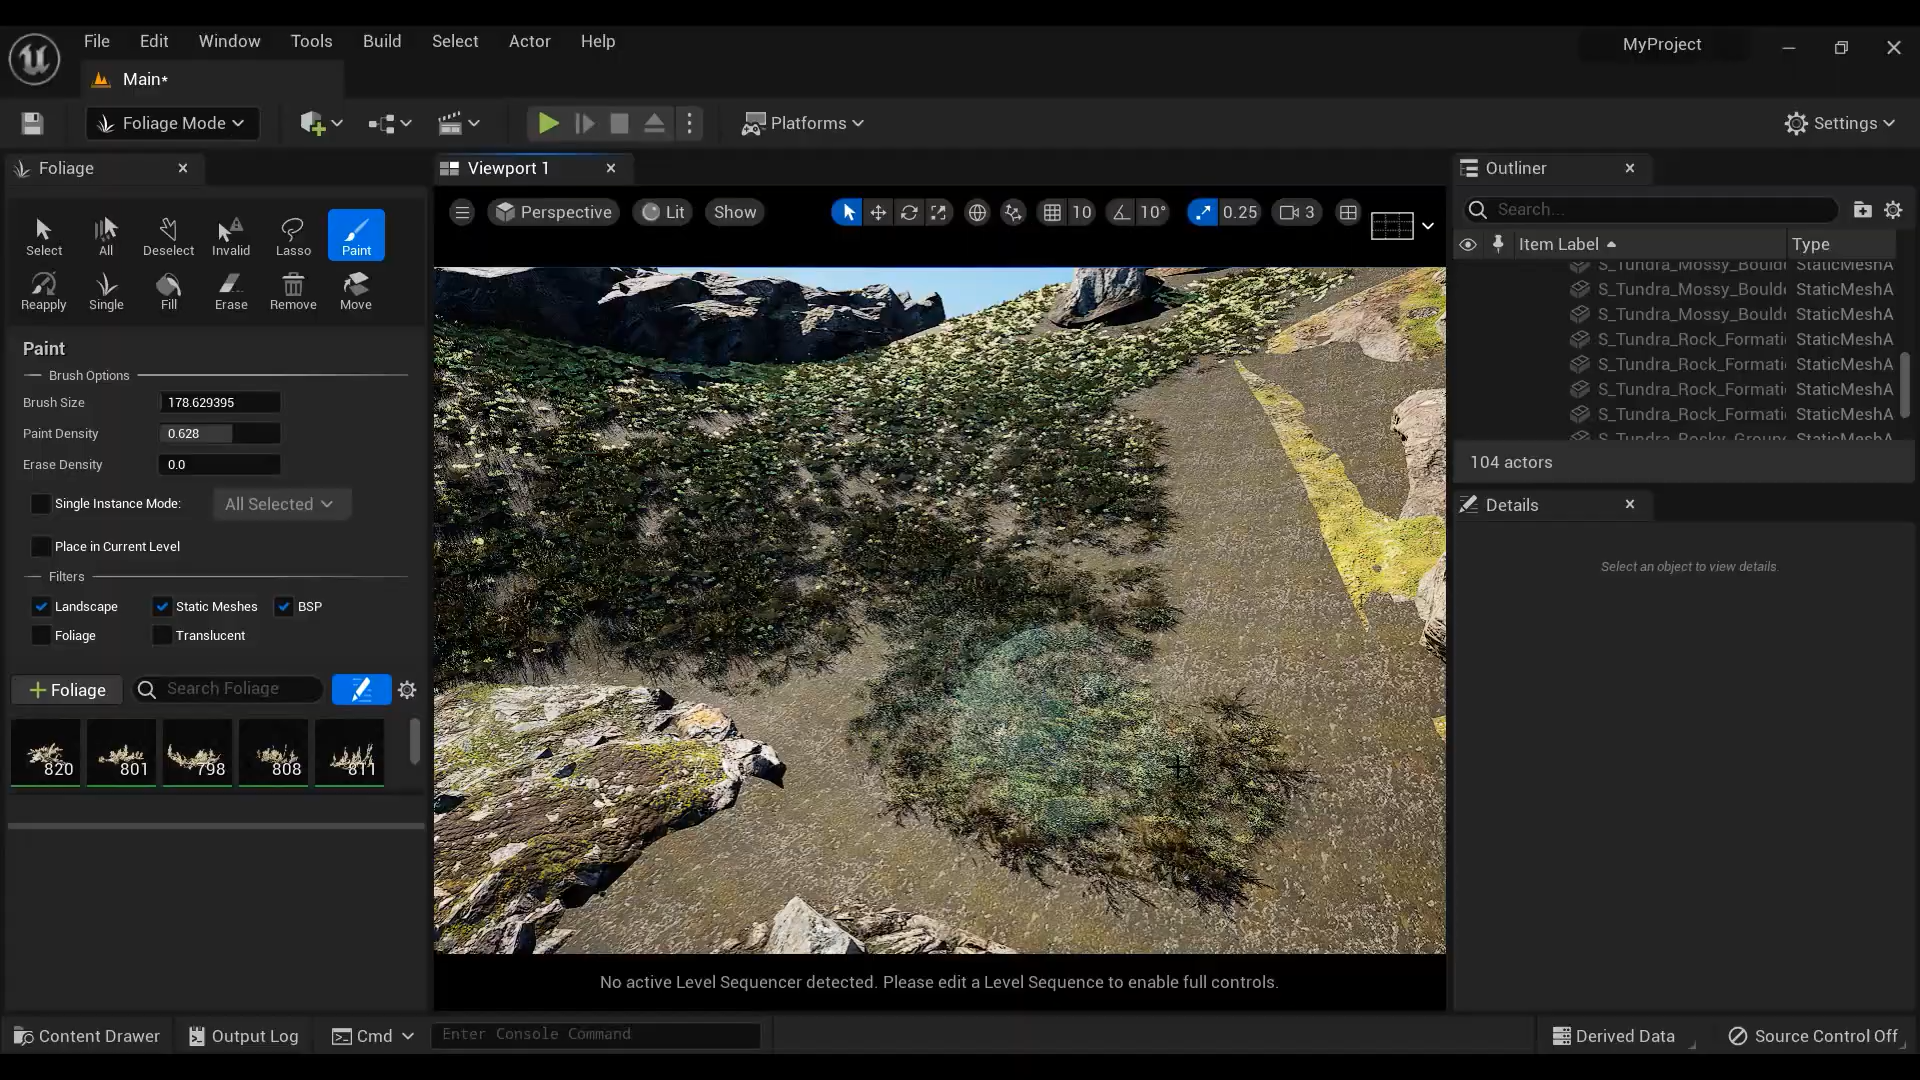 File Edit Window Tools Build Select Actor Help
MyProject
Main*
Foliage Mode
Platforms
Settings
Foliage
Viewport 1
Outliner
Select All Deselect Invalid Lasso Paint
Reapply Single Fill Erase Remove Move
Perspective Lit Show 10 10° 0.25 3
Search...
Item Label Type
S_Tundra_Mossy_Bould StaticMeshA
S_Tundra_Mossy_Bould StaticMeshA
S_Tundra_Mossy_Bould StaticMeshA
S_Tundra_Rock_Formati StaticMeshA
S_Tundra_Rock_Formati StaticMeshA
S_Tundra_Rock_Formati StaticMeshA
S_Tundra_Rock_Formati StaticMeshA
S_Tundra_Rocky_Ground StaticMeshA
104 actors
Details
Select an object to view details.
Paint
Brush Options
Brush Size 178.629395
Paint Density 0.628
Erase Density 0.0
Single Instance Mode: All Selected
Place in Current Level
Filters
Landscape Static Meshes BSP
Foliage Translucent
+ Foliage Search Foliage
820 801 798 808 811
No active Level Sequencer detected. Please edit a Level Sequence to enable full controls.
Content Drawer Output Log Cmd Enter Console Command Derived Data Source Control Off